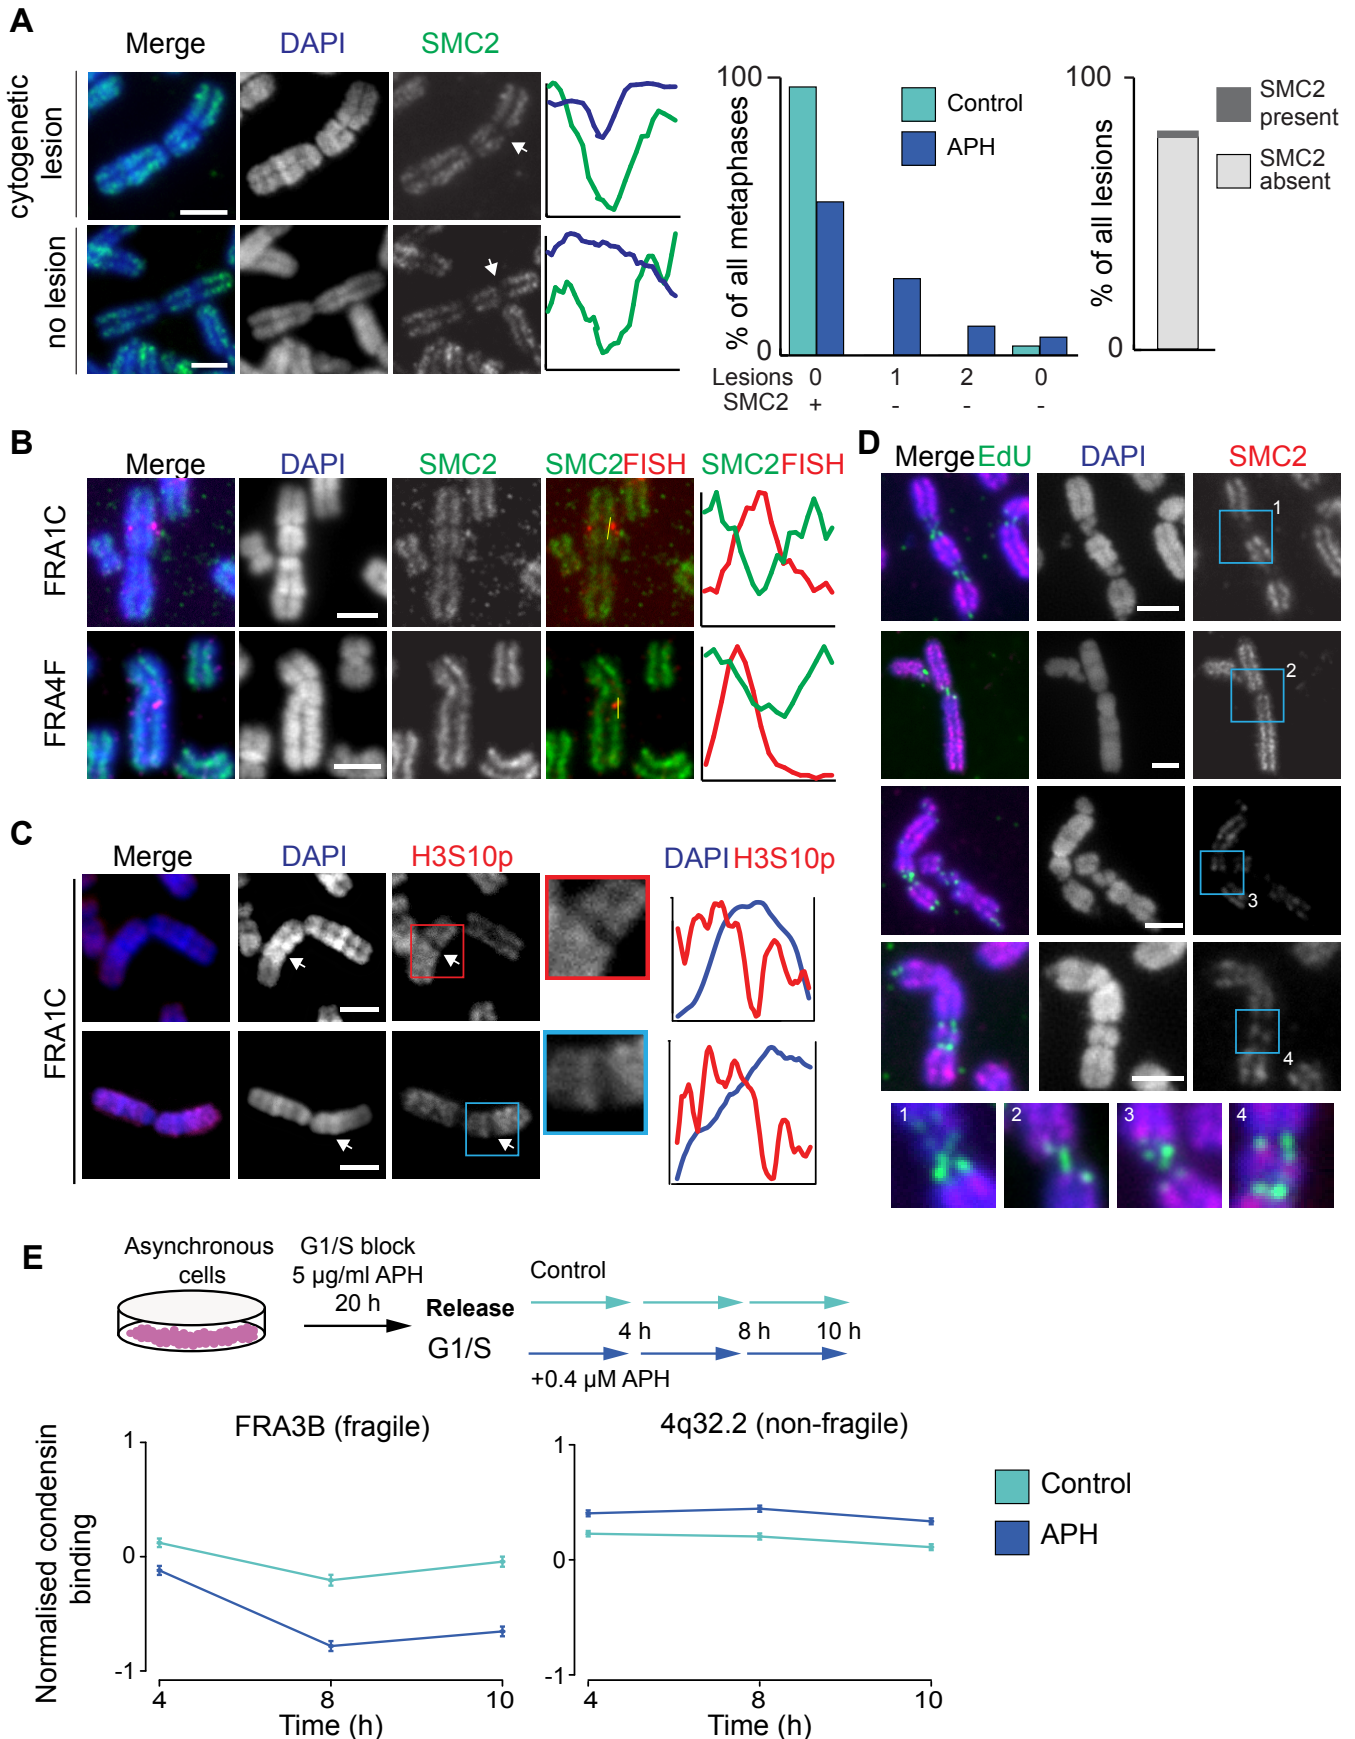 A
Merge DAPI SMC2
cytogenetic
lesion
no lesion
100
% of all metaphases
0
Control
APH
Lesions 0 1 2 0
SMC2 + - - -
100
% of all lesions
0
SMC2
present
SMC2
absent
B
Merge DAPI SMC2 SMC2FISH SMC2FISH
FRA1C
FRA4F
C
Merge DAPI H3S10p DAPI H3S10p
FRA1C
D
MergeEdU DAPI SMC2
1
2
3
4
1 2 3 4
E
Asynchronous
cells
G1/S block
5 µg/ml APH
20 h
Release
G1/S
Control
4 h 8 h 10 h
+0.4 µM APH
Normalised condensin
binding
FRA3B (fragile)
1
0
-1
4 8 10
Time (h)
4q32.2 (non-fragile)
1
0
-1
4 8 10
Time (h)
Control
APH